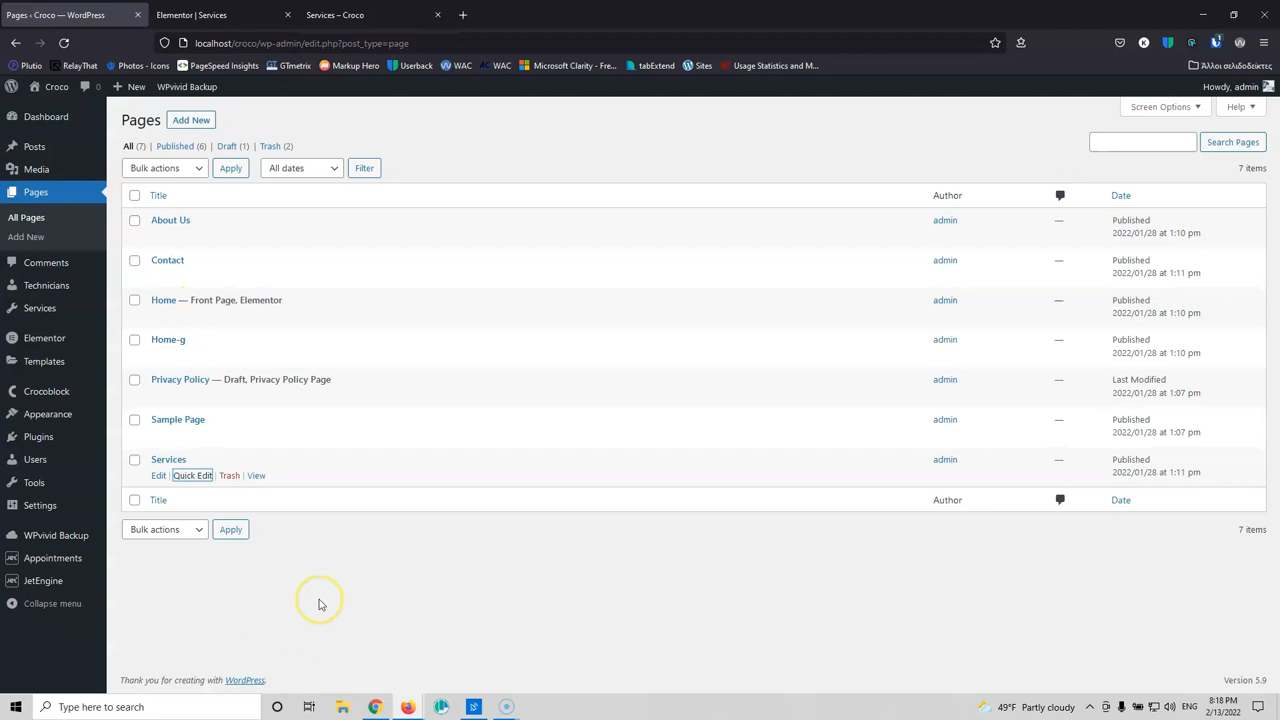 Pages ‹ Croco — WordPress
Elementor | Services
Services – Croco
localhost/croco/wp-admin/edit.php?post_type=page
Plutio
RelayThat
Photos - Icons
PageSpeed Insights
GTmetrix
Markup Hero
Userback
WAC
WAC
Microsoft Clarity - Fre...
tabExtend
Sites
Usage Statistics and M...
Άλλοι σελιδοδείκτες
Croco
0
New
WPvivid Backup
Howdy, admin
Dashboard
Posts
Media
Pages
All Pages
Add New
Comments
Technicians
Services
Elementor
Templates
Crocoblock
Appearance
Plugins
Users
Tools
Settings
WPvivid Backup
Appointments
JetEngine
Collapse menu
Pages
Add New
Screen Options
Help
All (7) | Published (6) | Draft (1) | Trash (2)
Search Pages
Bulk actions
Apply
All dates
Filter
7 items
Title
Author
Date
About Us
admin
—
Published
2022/01/28 at 1:10 pm
Contact
admin
—
Published
2022/01/28 at 1:11 pm
Home — Front Page, Elementor
admin
—
Published
2022/01/28 at 1:10 pm
Home-g
admin
—
Published
2022/01/28 at 1:10 pm
Privacy Policy — Draft, Privacy Policy Page
admin
—
Last Modified
2022/01/28 at 1:07 pm
Sample Page
admin
—
Published
2022/01/28 at 1:07 pm
Services
admin
—
Published
2022/01/28 at 1:11 pm
Edit | Quick Edit | Trash | View
Title
Author
Date
Bulk actions
Apply
7 items
Thank you for creating with WordPress.
Version 5.9
Type here to search
49°F Partly cloudy
8:18 PM
2/13/2022